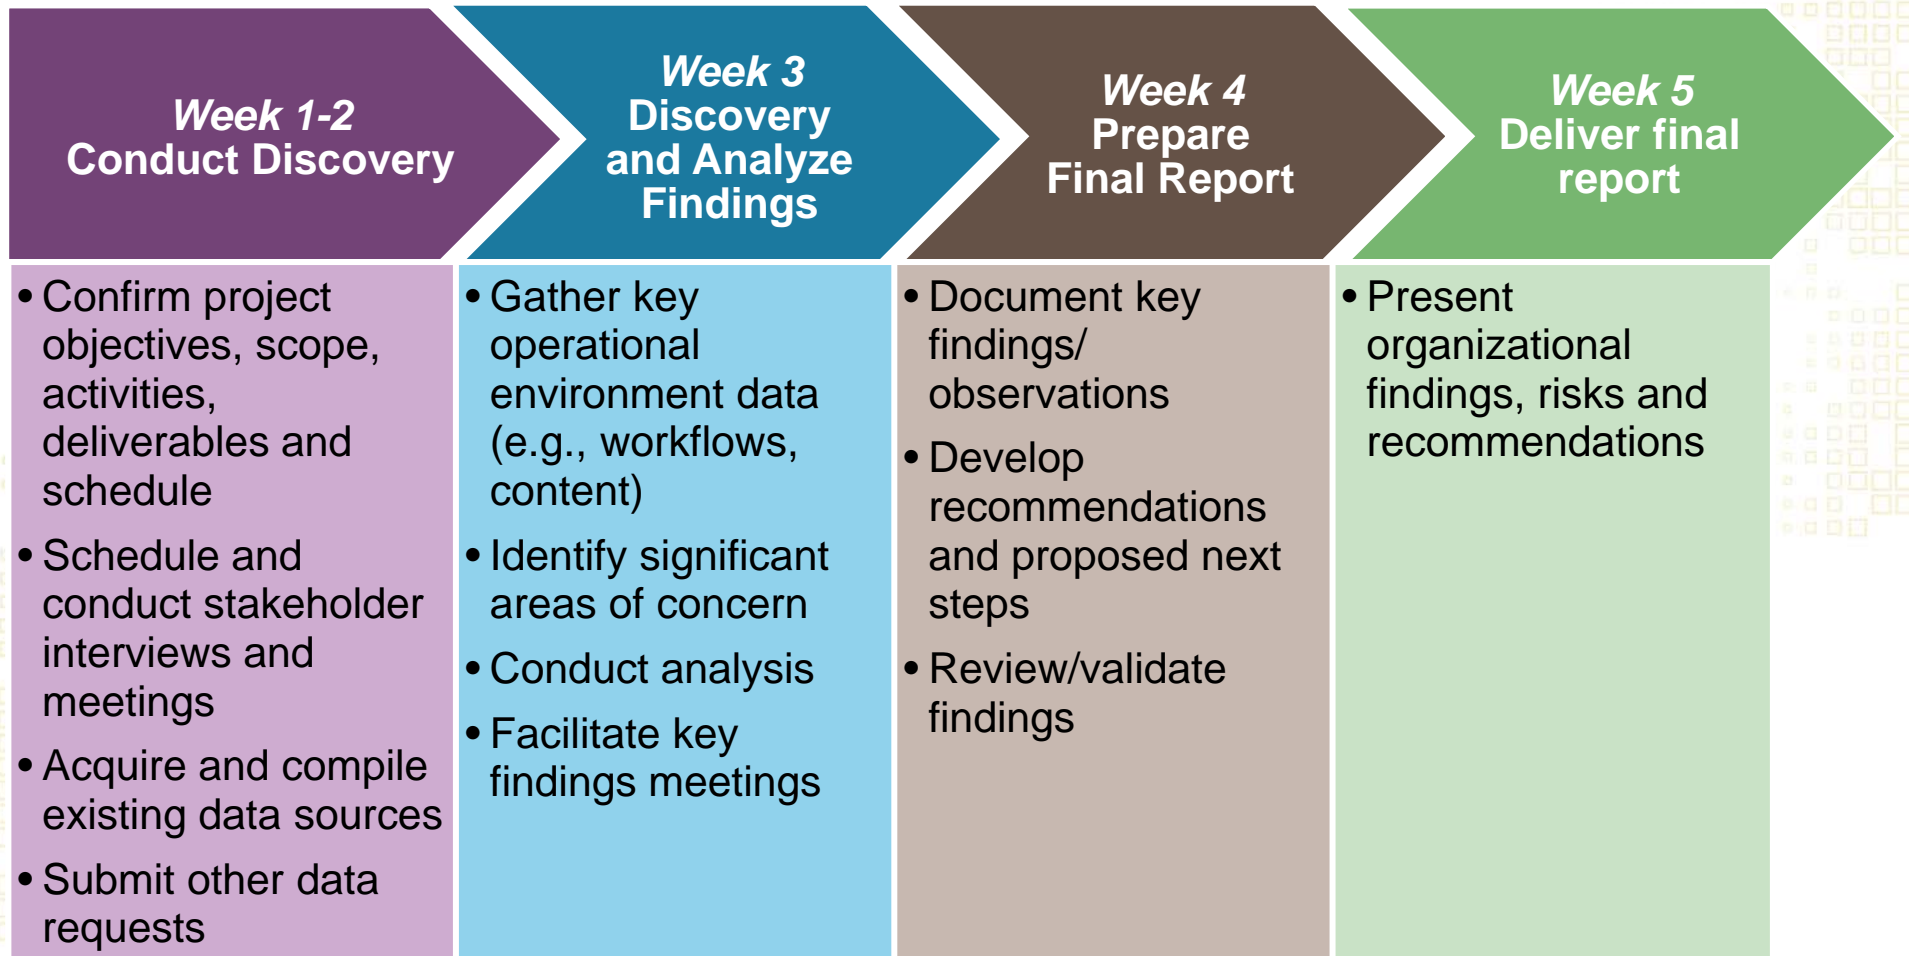 Week 1-2
Conduct Discovery
• Confirm project
objectives, scope,
activities,
deliverables and
schedule
• Schedule and
conduct stakeholder
interviews and
meetings
• Acquire and compile
existing data sources
• Submit other data
requests
Week 3
Discovery
and Analyze
Findings
• Gather key
operational
environment data
(e.g., workflows,
content)
• Identify significant
areas of concern
• Conduct analysis
• Facilitate key
findings meetings
Week 4
Prepare
Final Report
• Document key
findings/
observations
• Develop
recommendations
and proposed next
steps
• Review/validate
findings
Week 5
Deliver final
report
• Present
organizational
findings, risks and
recommendations